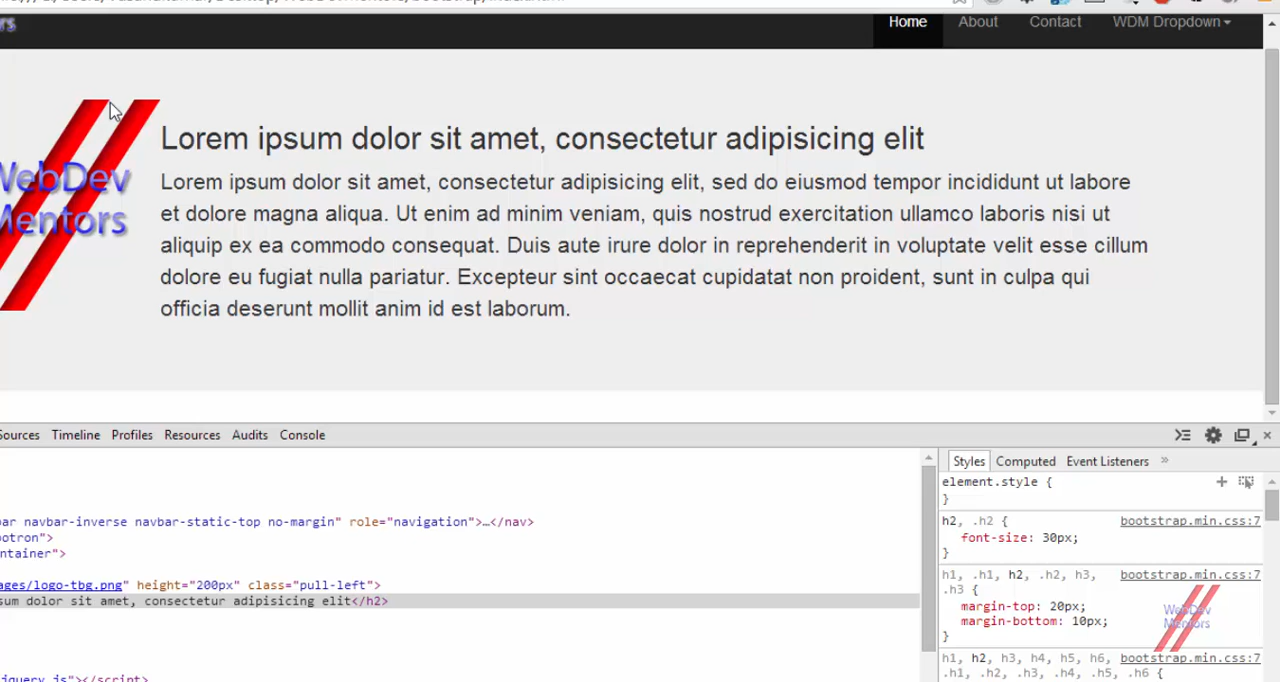 Home About Contact WDM Dropdown
Lorem ipsum dolor sit amet, consectetur adipisicing elit
WebDev
Mentors
Lorem ipsum dolor sit amet, consectetur adipisicing elit, sed do eiusmod tempor incididunt ut labore
et dolore magna aliqua. Ut enim ad minim veniam, quis nostrud exercitation ullamco laboris nisi ut
aliquip ex ea commodo consequat. Duis aute irure dolor in reprehenderit in voluptate velit esse cillum
dolore eu fugiat nulla pariatur. Excepteur sint occaecat cupidatat non proident, sunt in culpa qui
officia deserunt mollit anim id est laborum.
Sources Timeline Profiles Resources Audits Console
bar navbar-inverse navbar-static-top no-margin" role="navigation">…</nav>
otron">
ntainer">
ages/logo-tbg.png" height="200px" class="pull-left">
sum dolor sit amet, consectetur adipisicing elit</h2>
jquery.js"></script>
Styles Computed Event Listeners »
element.style {
}
h2, .h2 { bootstrap.min.css:7
font-size: 30px;
}
h1, .h1, h2, .h2, h3, bootstrap.min.css:7
.h3 {
margin-top: 20px;
margin-bottom: 10px;
}
WebDev
Mentors
h1, h2, h3, h4, h5, h6, bootstrap.min.css:7
.h1, .h2, .h3, .h4, .h5, .h6 {